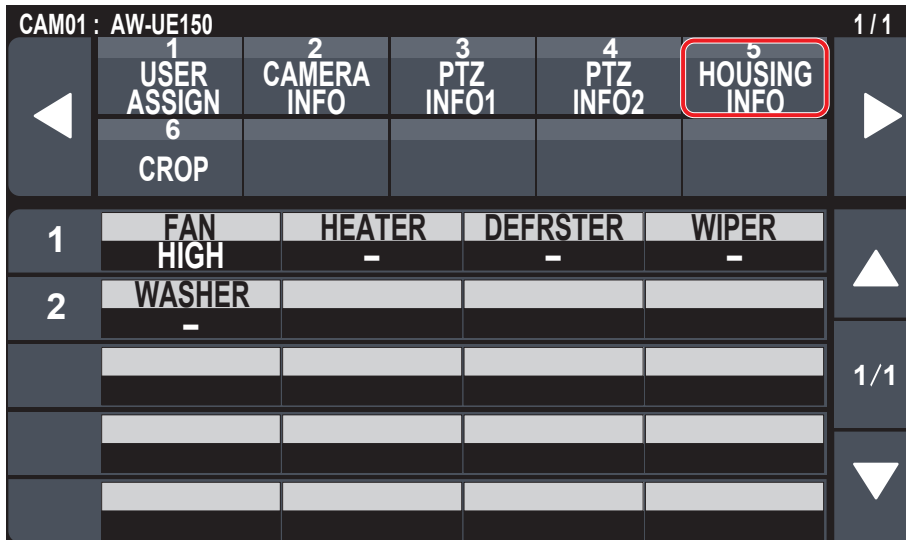 CAM01 : AW-UE150 1/1
1 2 3 4 5
USER CAMERA PTZ PTZ HOUSING
ASSIGN INFO INFO1 INFO2 INFO
6
CROP
1 FAN HEATER DEFRSTER WIPER
HIGH – – –
2 WASHER
–
1/1